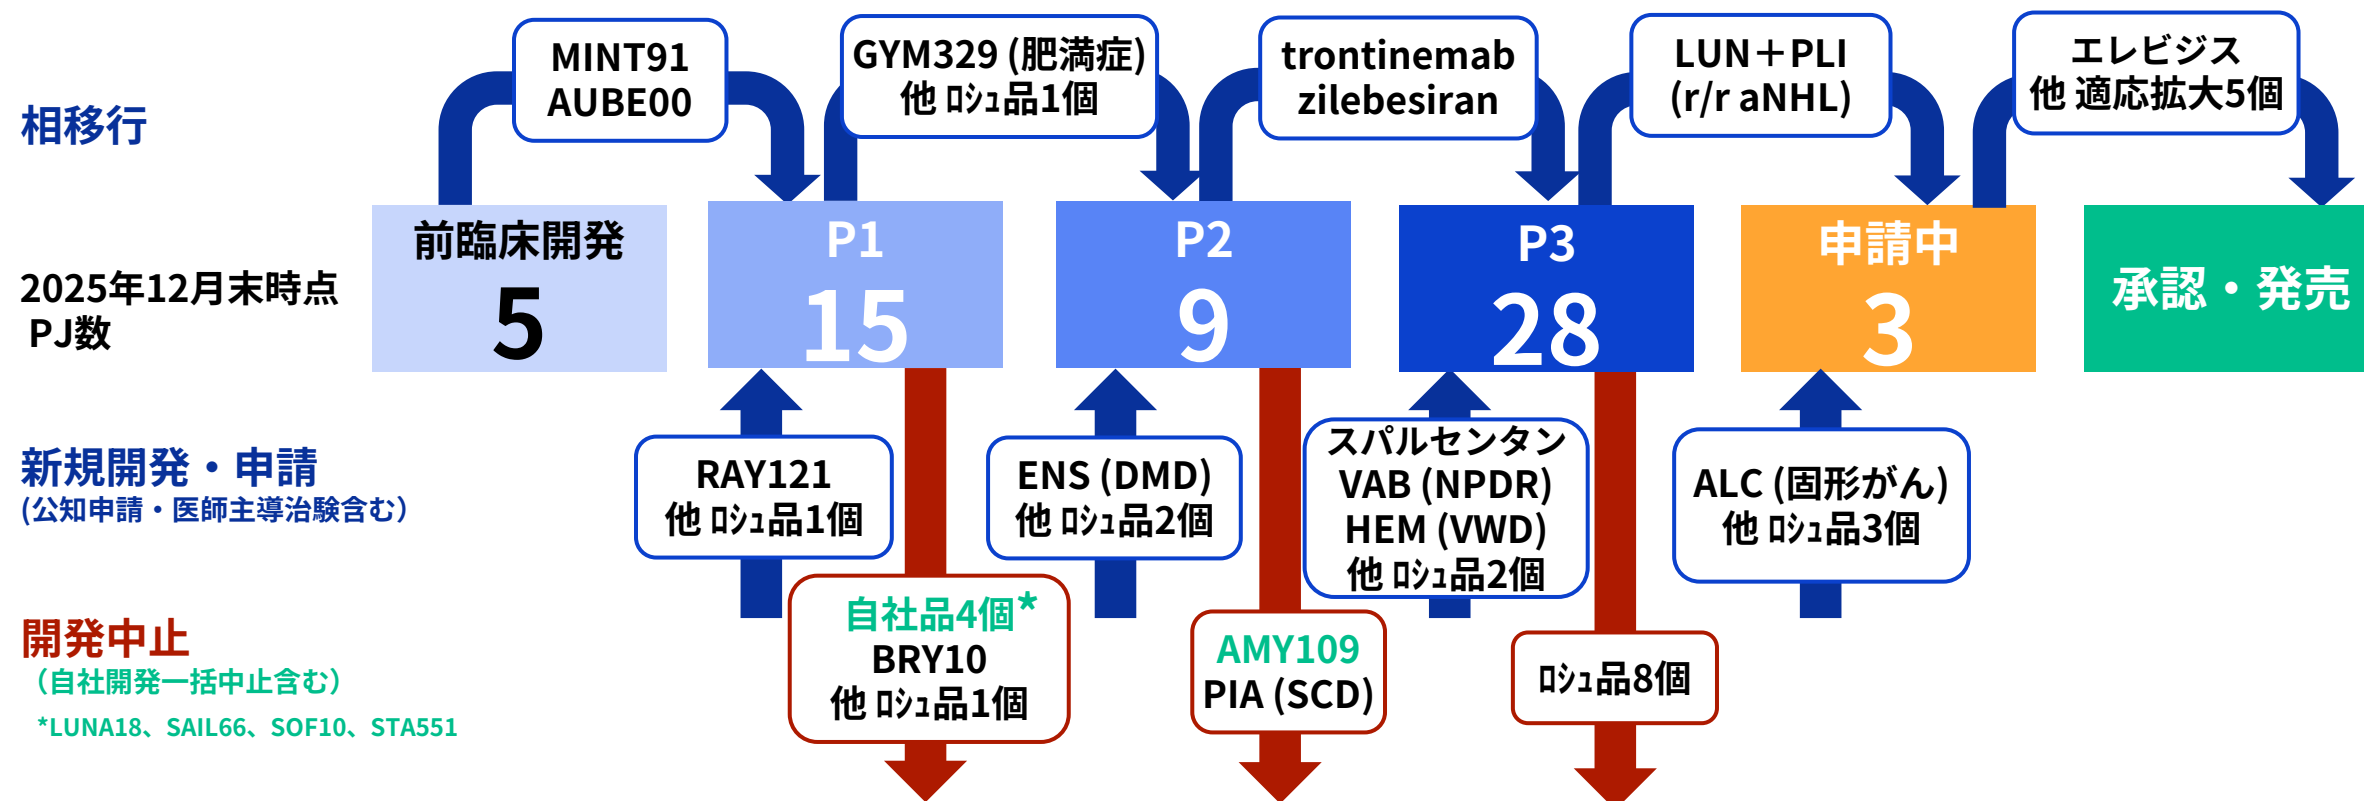 MINT91
AUBE00
GYM329 (肥満症)
他 ﾛｼｭ品1個
trontinemab
zilebesiran
LUN＋PLI
(r/r aNHL)
エレビジス
他 適応拡大5個
相移行
2025年12月末時点
PJ数
前臨床開発
5
P1
15
P2
9
P3
28
申請中
3
承認・発売
新規開発・申請
(公知申請・医師主導治験含む）
RAY121
他 ﾛｼｭ品1個
ENS (DMD)
他 ﾛｼｭ品2個
スパルセンタン
VAB (NPDR)
HEM (VWD)
他 ﾛｼｭ品2個
ALC (固形がん)
他 ﾛｼｭ品3個
開発中止
（自社開発一括中止含む）
*LUNA18、SAIL66、SOF10、STA551
自社品4個*
BRY10
他 ﾛｼｭ品1個
AMY109
PIA (SCD)
ﾛｼｭ品8個